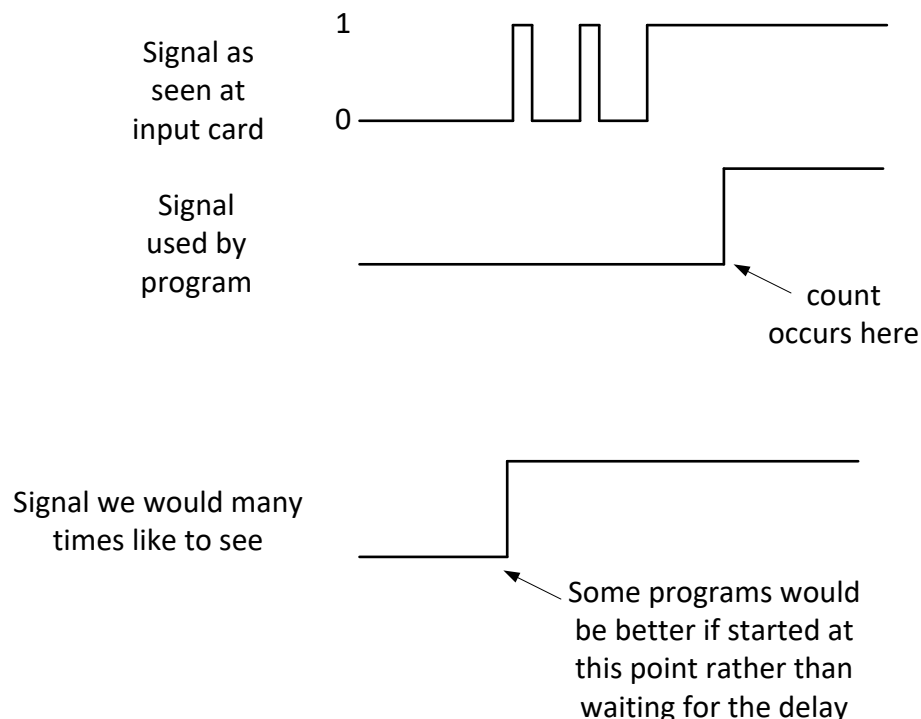 Signal as
seen at
input card
1
0
Signal
used by
program
count
occurs here
Signal we would many
times like to see
Some programs would
be better if started at
this point rather than
waiting for the delay